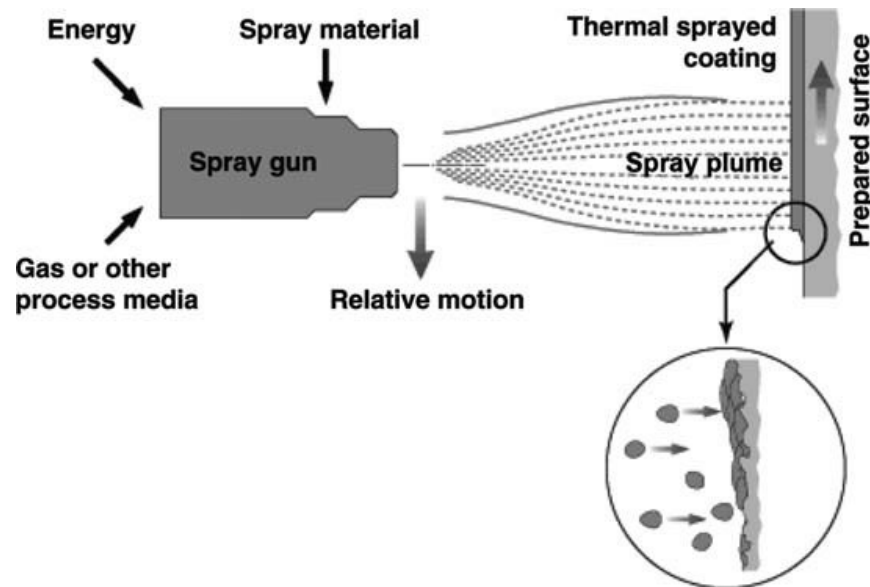 Energy
Spray material
Thermal sprayed
coating
Spray gun
Spray plume
Prepared surface
Gas or other
process media
Relative motion